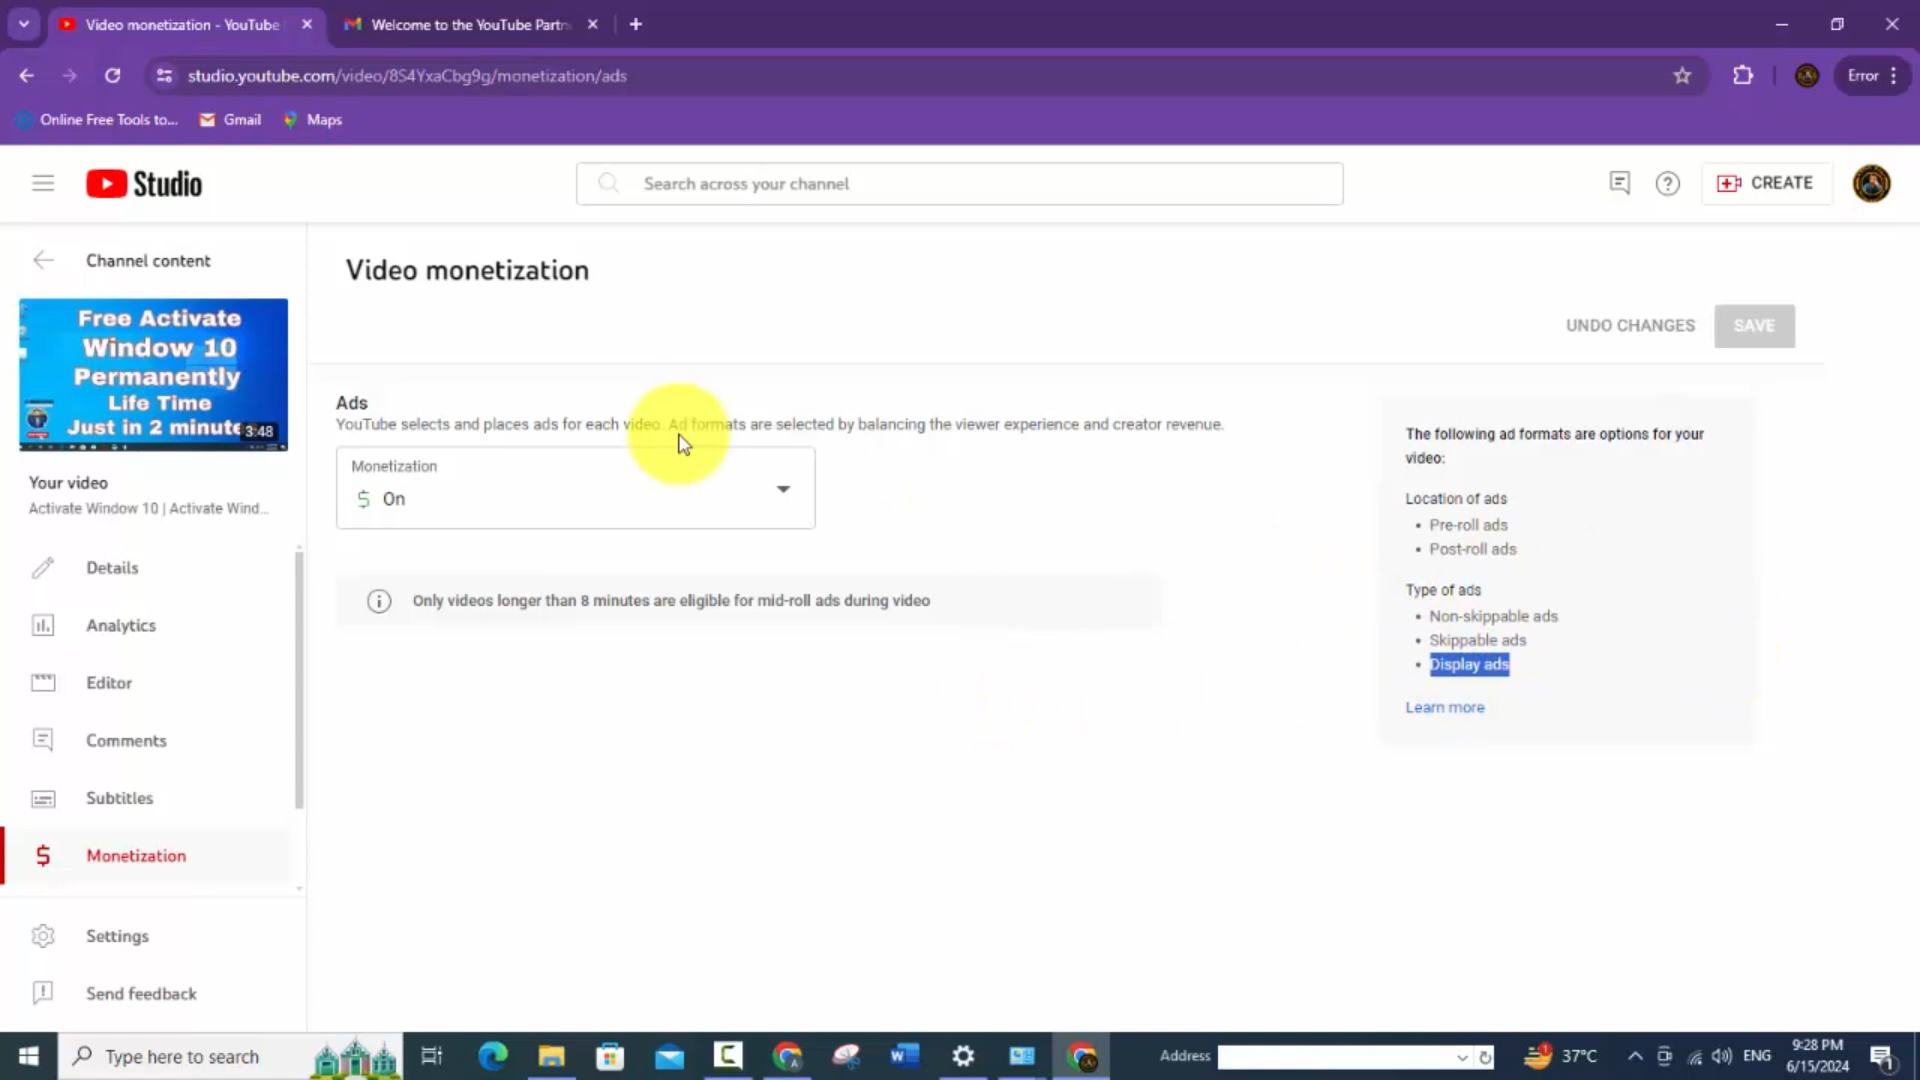 Video monetization - YouTube
Welcome to the YouTube Partn
studio.youtube.com/video/8S4YxaCbg9g/monetization/ads
Error
Online Free Tools to...
Gmail
Maps
Studio
Search across your channel
CREATE
Channel content
Free Activate
Window 10
Permanently
Life Time
Just in 2 minute
3:48
Your video
Activate Window 10 | Activate Wind...
Details
Analytics
Editor
Comments
Subtitles
Monetization
Settings
Send feedback
Video monetization
UNDO CHANGES
SAVE
Ads
YouTube selects and places ads for each video. Ad formats are selected by balancing the viewer experience and creator revenue.
Monetization
On
Only videos longer than 8 minutes are eligible for mid-roll ads during video
The following ad formats are options for your
video:
Location of ads
• Pre-roll ads
• Post-roll ads
Type of ads
• Non-skippable ads
• Skippable ads
• Display ads
Learn more
Type here to search
Address
37°C
ENG
9:28 PM
6/15/2024